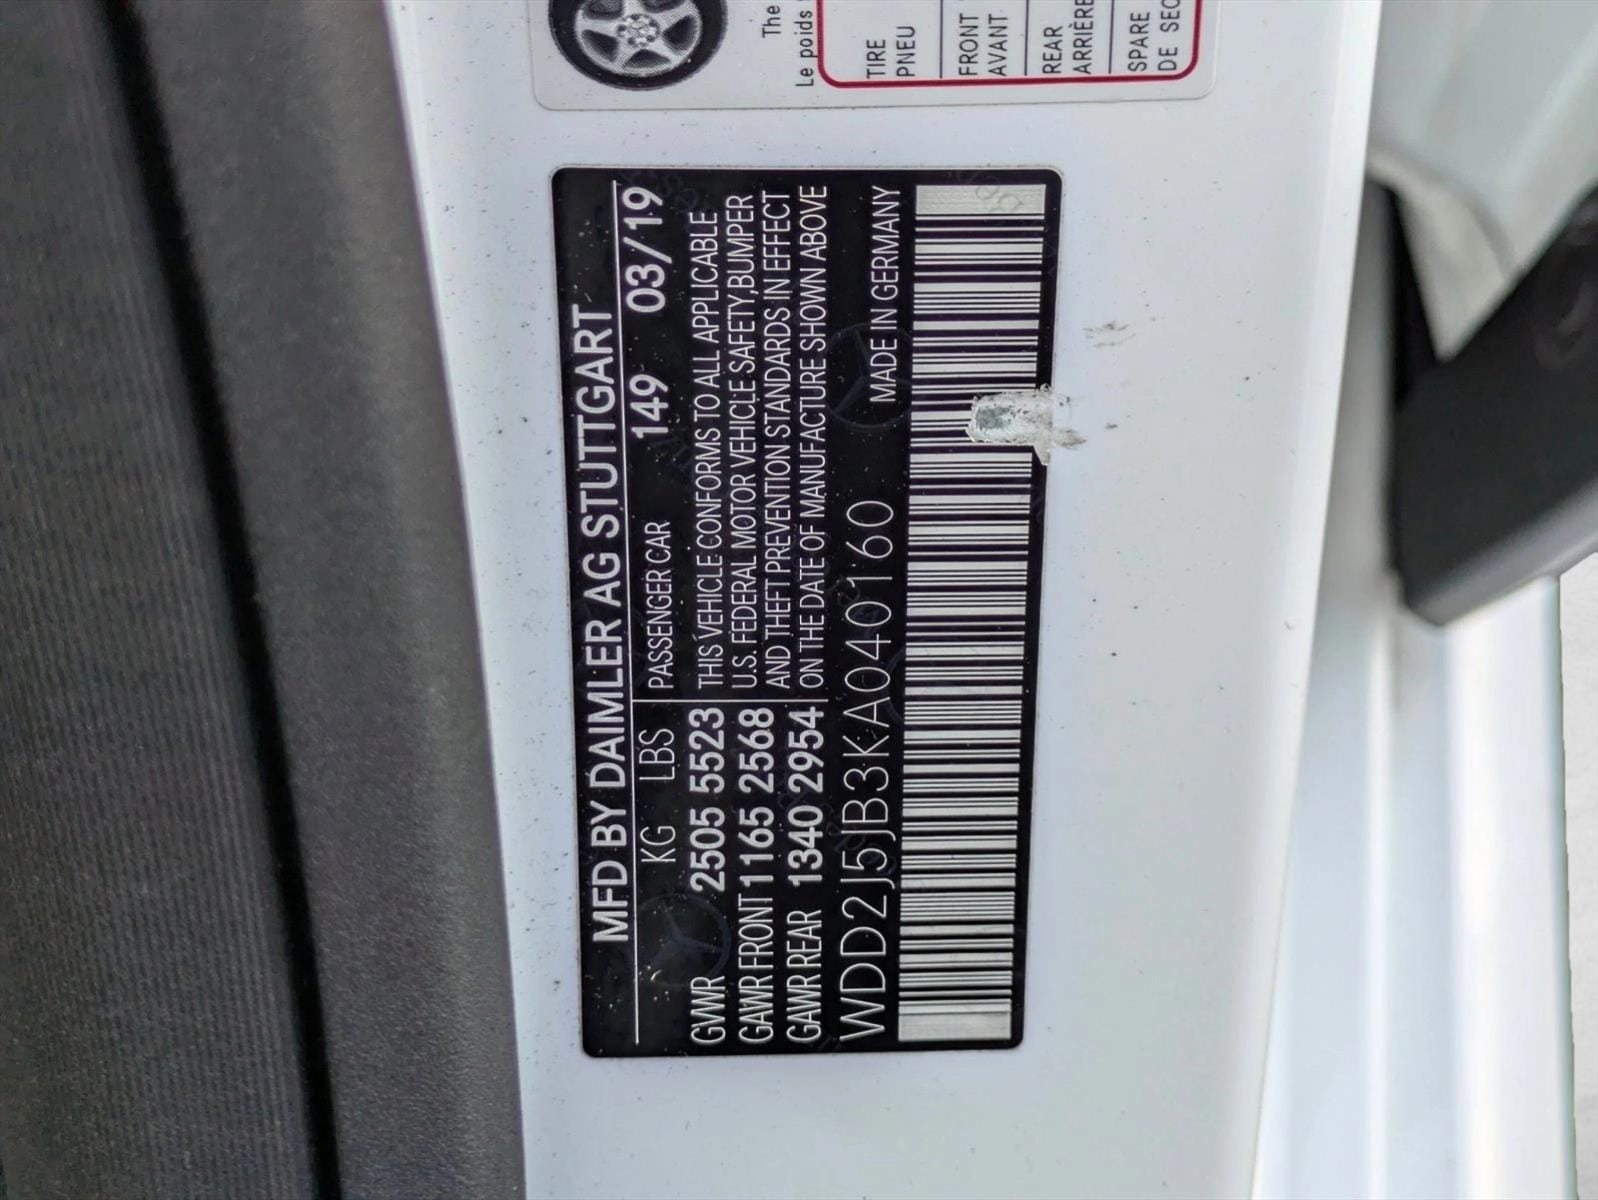 The
Le poids
TIRE
PNEU
FRONT
AVANT
REAR
ARRIÈRE
SPARE
DE SEC
MFD BY DAIMLER AG STUTTGART
KG LBS PASSENGER CAR 149 03/19
GVWR 2505 5523 THIS VEHICLE CONFORMS TO ALL APPLICABLE
U.S. FEDERAL MOTOR VEHICLE SAFETY,BUMPER
GAWR FRONT 1165 2568 AND THEFT PREVENTION STANDARDS IN EFFECT
GAWR REAR 1340 2954 ON THE DATE OF MANUFACTURE SHOWN ABOVE
WDD2J5JB3KA040160 MADE IN GERMANY